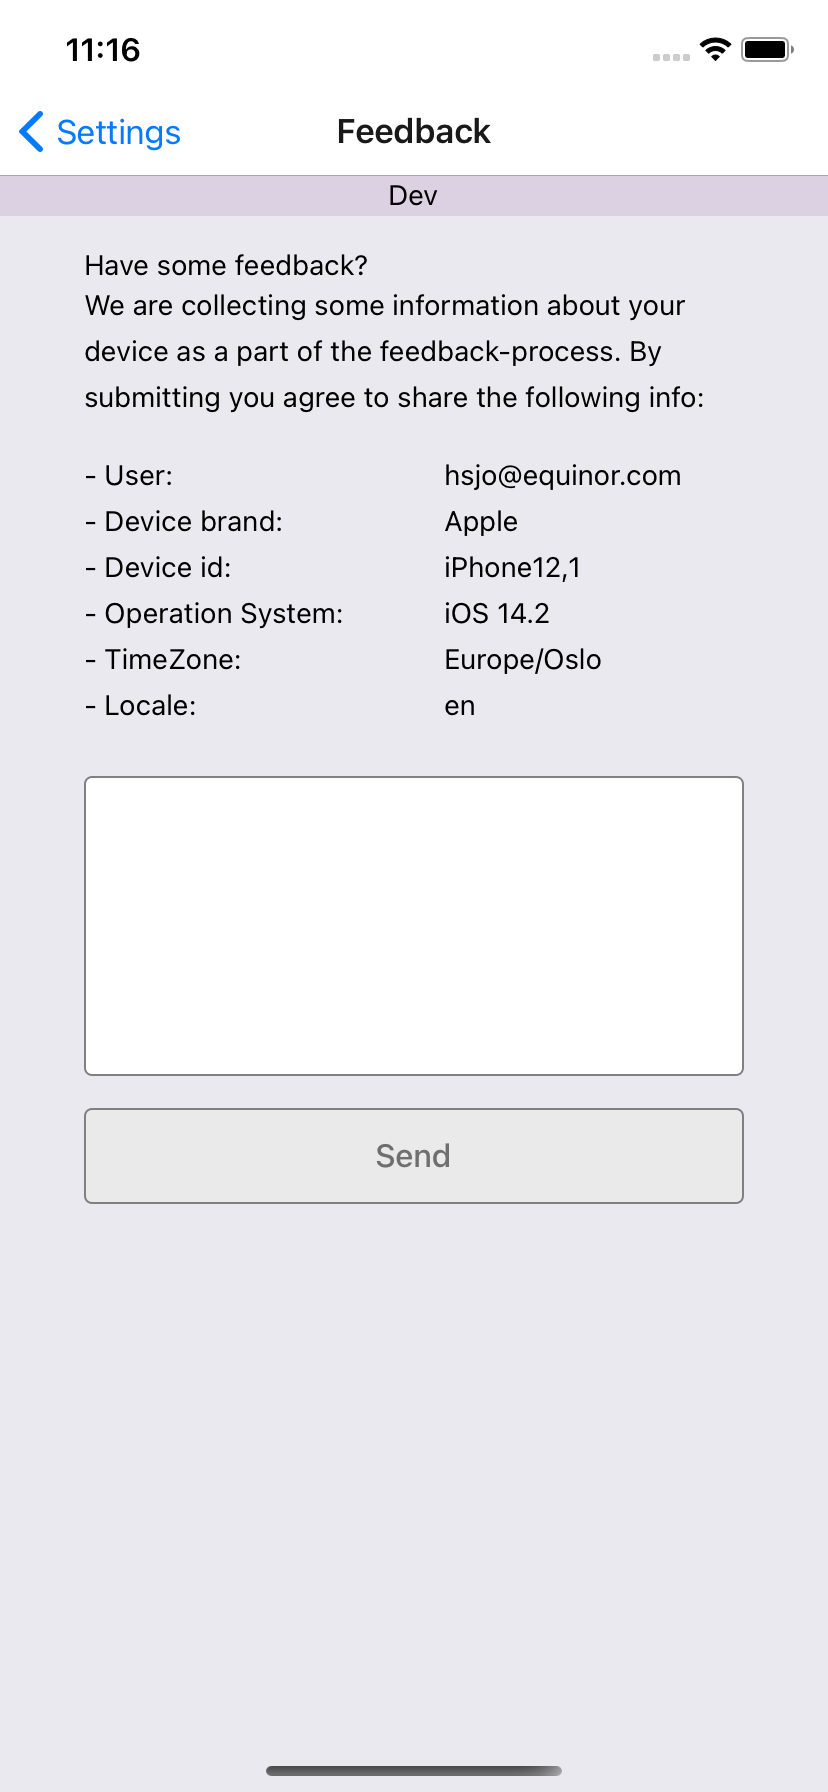 11:16
Settings
Feedback
Dev
Have some feedback?
We are collecting some information about your
device as a part of the feedback-process. By
submitting you agree to share the following info:
- User: hsjo@equinor.com
- Device brand: Apple
- Device id: iPhone12,1
- Operation System: iOS 14.2
- TimeZone: Europe/Oslo
- Locale: en
Send